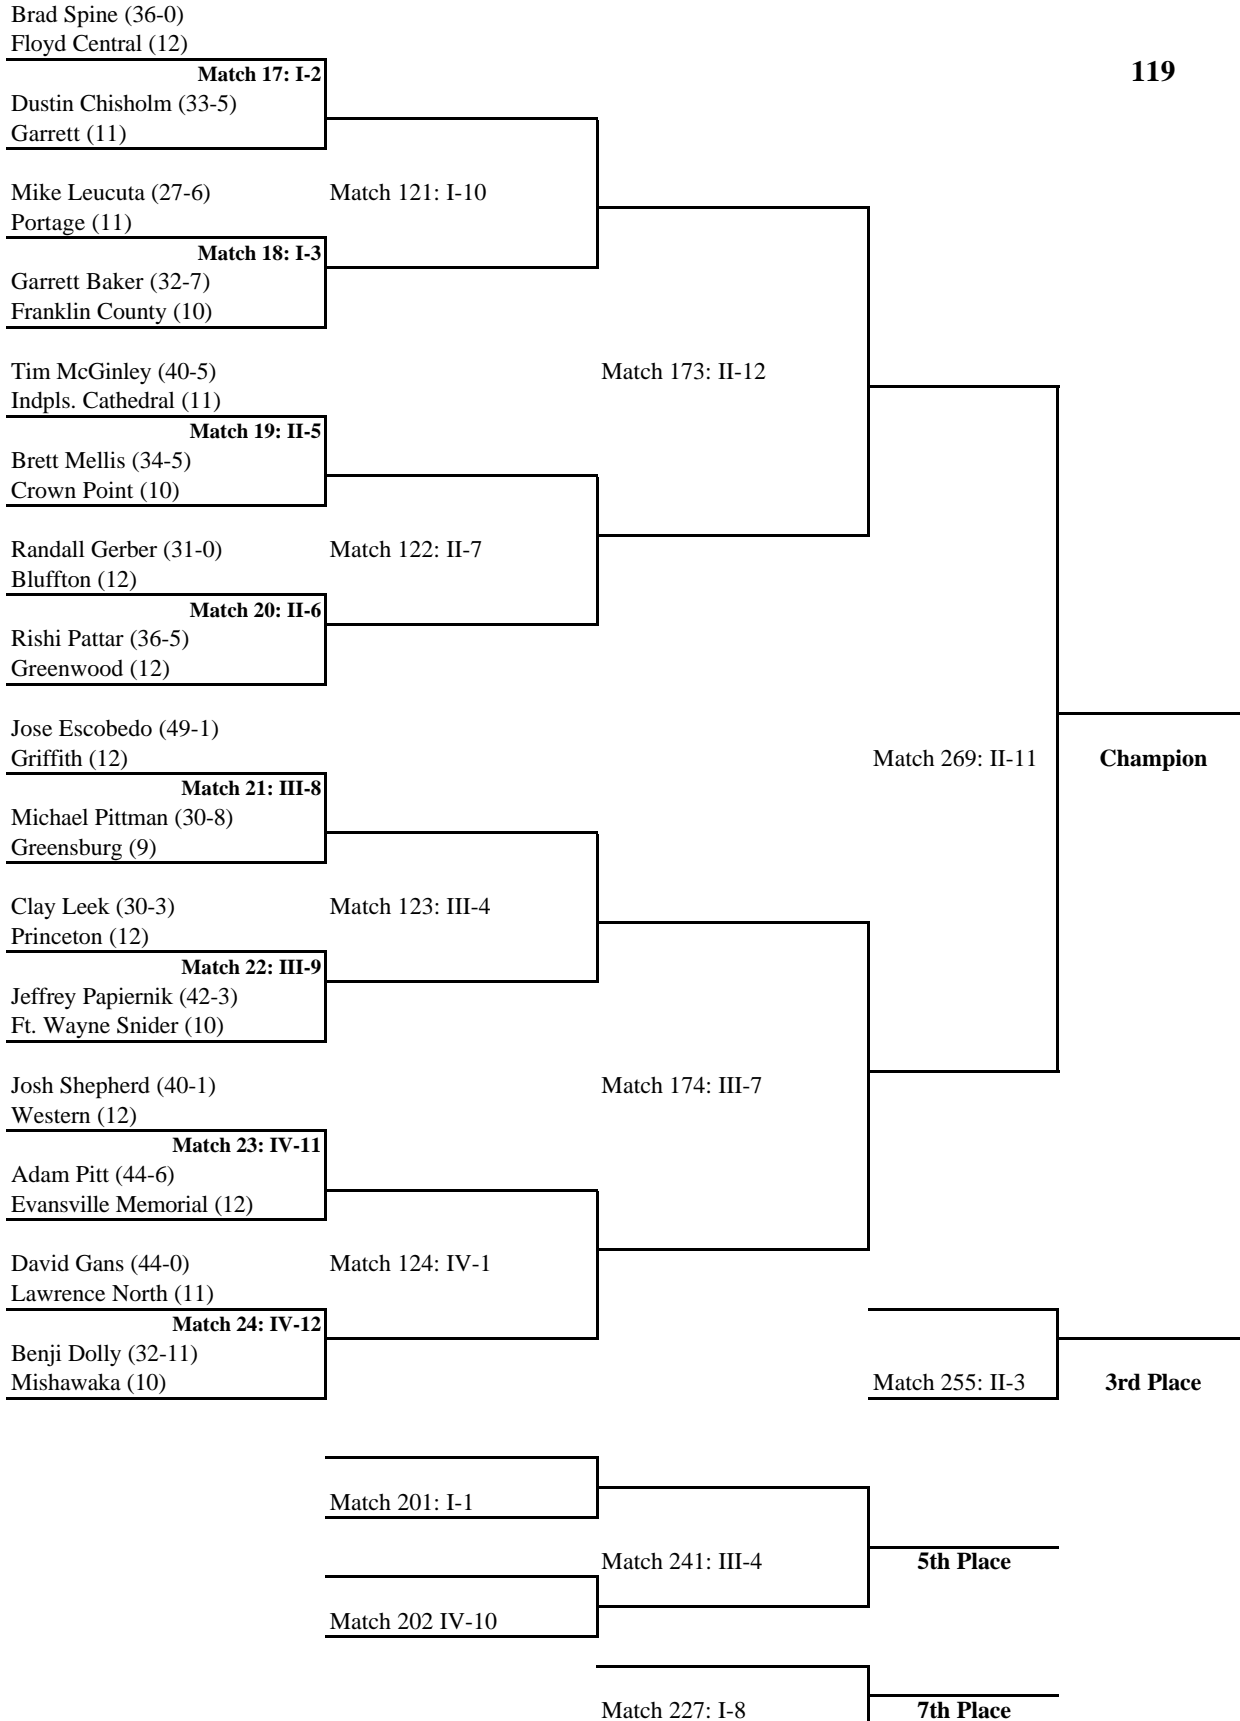 Brad Spine (36-0)
Floyd Central (12)
Match 17: I-2
119
Dustin Chisholm (33-5)
Garrett (11)
Mike Leucuta (27-6)
Match 121: I-10
Portage (11)
Match 18: I-3
Garrett Baker (32-7)
Franklin County (10)
Tim McGinley (40-5)
Match 173: II-12
Indpls. Cathedral (11)
Match 19: II-5
Brett Mellis (34-5)
Crown Point (10)
Randall Gerber (31-0)
Match 122: II-7
Bluffton (12)
Match 20: II-6
Rishi Pattar (36-5)
Greenwood (12)
Jose Escobedo (49-1)
Griffith (12)
Match 269: II-11
Champion
Match 21: III-8
Michael Pittman (30-8)
Greensburg (9)
Clay Leek (30-3)
Match 123: III-4
Princeton (12)
Match 22: III-9
Jeffrey Papiernik (42-3)
Ft. Wayne Snider (10)
Josh Shepherd (40-1)
Match 174: III-7
Western (12)
Match 23: IV-11
Adam Pitt (44-6)
Evansville Memorial (12)
David Gans (44-0)
Match 124: IV-1
Lawrence North (11)
Match 24: IV-12
Benji Dolly (32-11)
Mishawaka (10)
Match 255: II-3
3rd Place
Match 201: I-1
Match 241: III-4
5th Place
Match 202 IV-10
Match 227: I-8
7th Place